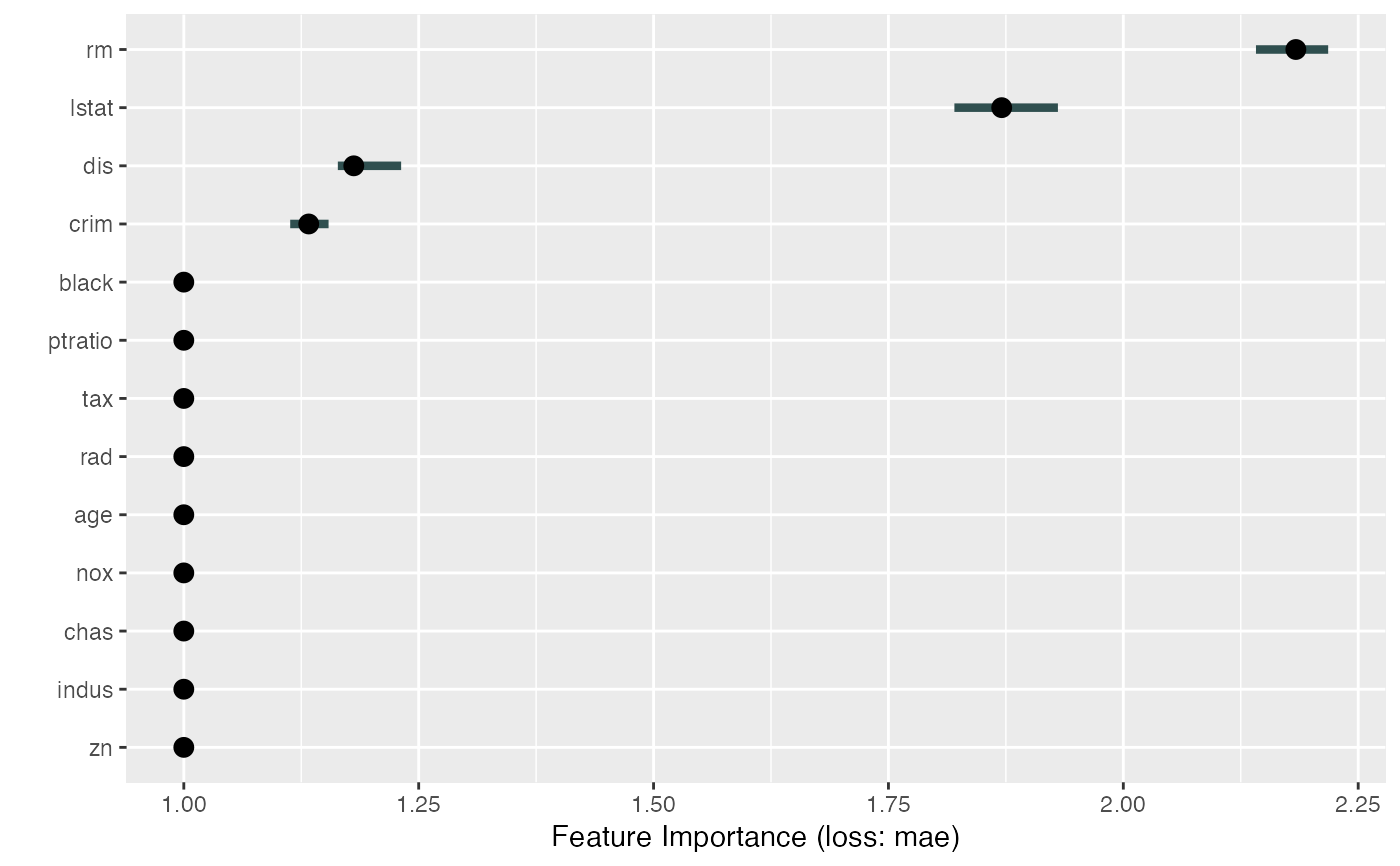 rm
lstat
dis
crim
black
ptratio
tax
rad
age
nox
chas
indus
zn
1.00 1.25 1.50 1.75 2.00 2.25
Feature Importance (loss: mae)